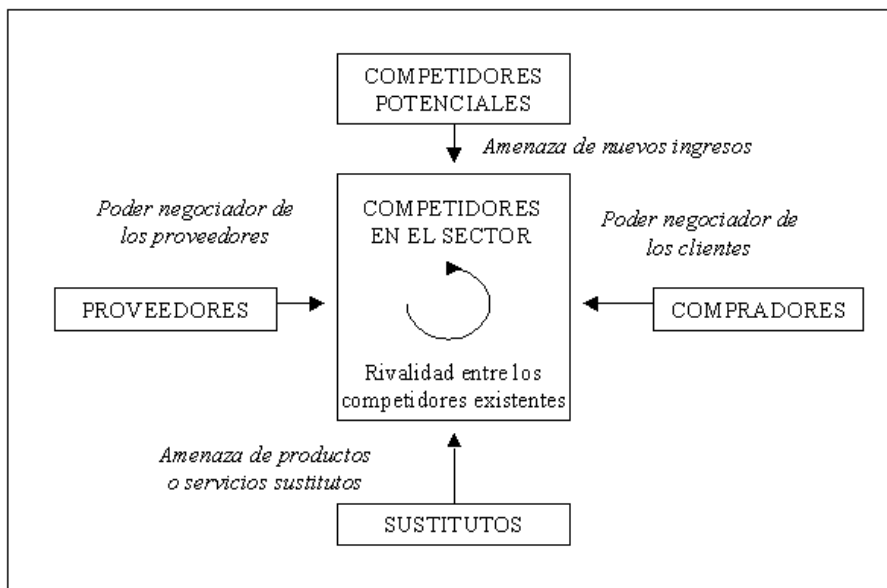 COMPETIDORES
POTENCIALES
Amenaza de nuevos ingresos
Poder negociador de
los proveedores
COMPETIDORES
EN EL SECTOR
Poder negociador de
los clientes
PROVEEDORES
COMPRADORES
Rivalidad entre los
competidores existentes
Amenaza de productos
o servicios sustitutos
SUSTITUTOS